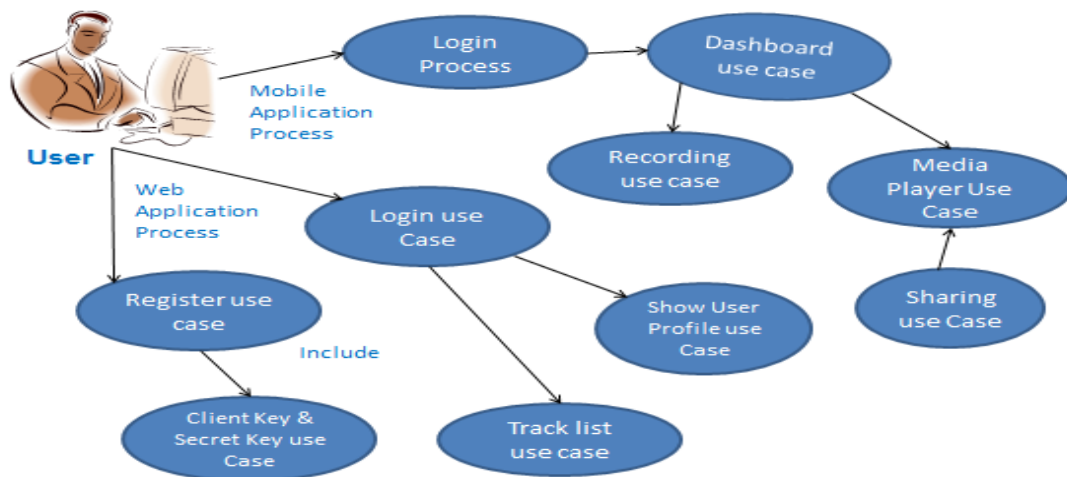 Login
Process
Dashboard
use case
Mobile
Application
Process
User
Recording
use case
Media
Player Use
Case
Web
Application
Process
Login use
Case
Register use
case
Include
Show User
Profile use
Case
Sharing
use Case
Client Key &
Secret Key use
Case
Track list
use case